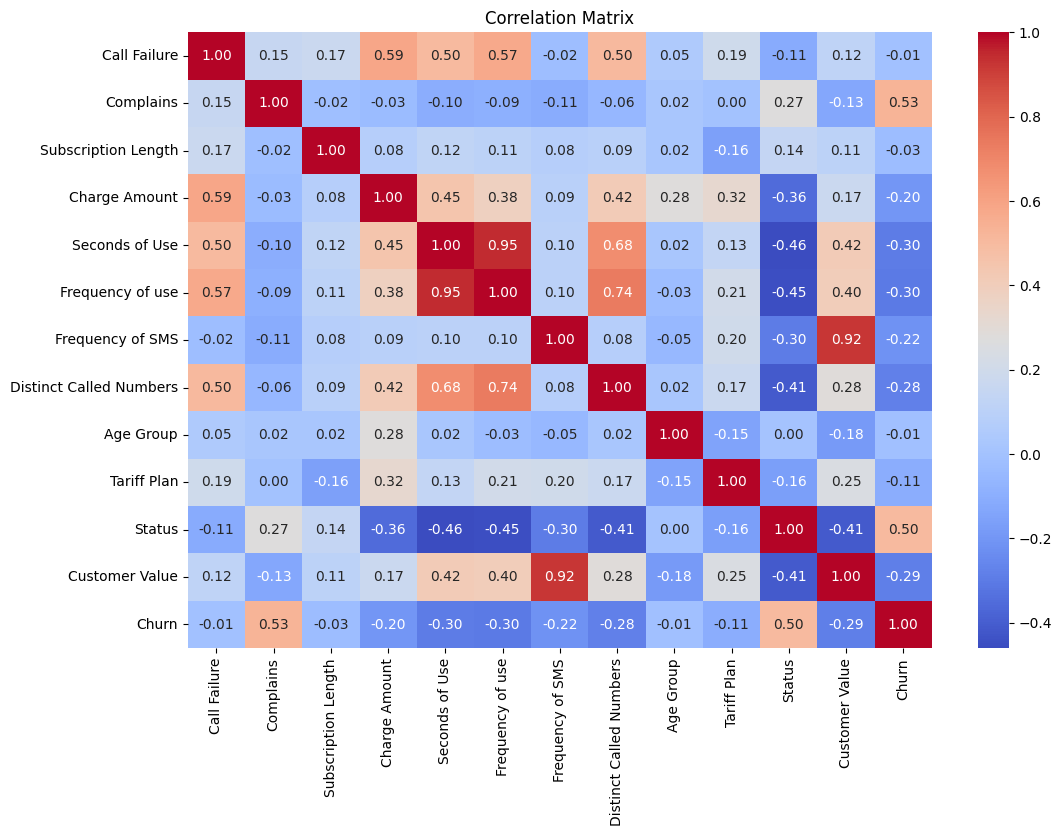 Correlation Matrix
Call Failure 1.00 0.15 0.17 0.59 0.50 0.57 -0.02 0.50 0.05 0.19 -0.11 0.12 -0.01
Complains 0.15 1.00 -0.02 -0.03 -0.10 -0.09 -0.11 -0.06 0.02 0.00 0.27 -0.13 0.53
Subscription Length 0.17 -0.02 1.00 0.08 0.12 0.11 0.08 0.09 0.02 -0.16 0.14 0.11 -0.03
Charge Amount 0.59 -0.03 0.08 1.00 0.45 0.38 0.09 0.42 0.28 0.32 -0.36 0.17 -0.20
Seconds of Use 0.50 -0.10 0.12 0.45 1.00 0.95 0.10 0.68 0.02 0.13 -0.46 0.42 -0.30
Frequency of use 0.57 -0.09 0.11 0.38 0.95 1.00 0.10 0.74 -0.03 0.21 -0.45 0.40 -0.30
Frequency of SMS -0.02 -0.11 0.08 0.09 0.10 0.10 1.00 0.08 -0.05 0.20 -0.30 0.92 -0.22
Distinct Called Numbers 0.50 -0.06 0.09 0.42 0.68 0.74 0.08 1.00 0.02 0.17 -0.41 0.28 -0.28
Age Group 0.05 0.02 0.02 0.28 0.02 -0.03 -0.05 0.02 1.00 -0.15 0.00 -0.18 -0.01
Tariff Plan 0.19 0.00 -0.16 0.32 0.13 0.21 0.20 0.17 -0.15 1.00 -0.16 0.25 -0.11
Status -0.11 0.27 0.14 -0.36 -0.46 -0.45 -0.30 -0.41 0.00 -0.16 1.00 -0.41 0.50
Customer Value 0.12 -0.13 0.11 0.17 0.42 0.40 0.92 0.28 -0.18 0.25 -0.41 1.00 -0.29
Churn -0.01 0.53 -0.03 -0.20 -0.30 -0.30 -0.22 -0.28 -0.01 -0.11 0.50 -0.29 1.00
Call Failure
Complains
Subscription Length
Charge Amount
Seconds of Use
Frequency of use
Frequency of SMS
Distinct Called Numbers
Age Group
Tariff Plan
Status
Customer Value
Churn
1.0
0.8
0.6
0.4
0.2
0.0
−0.2
−0.4